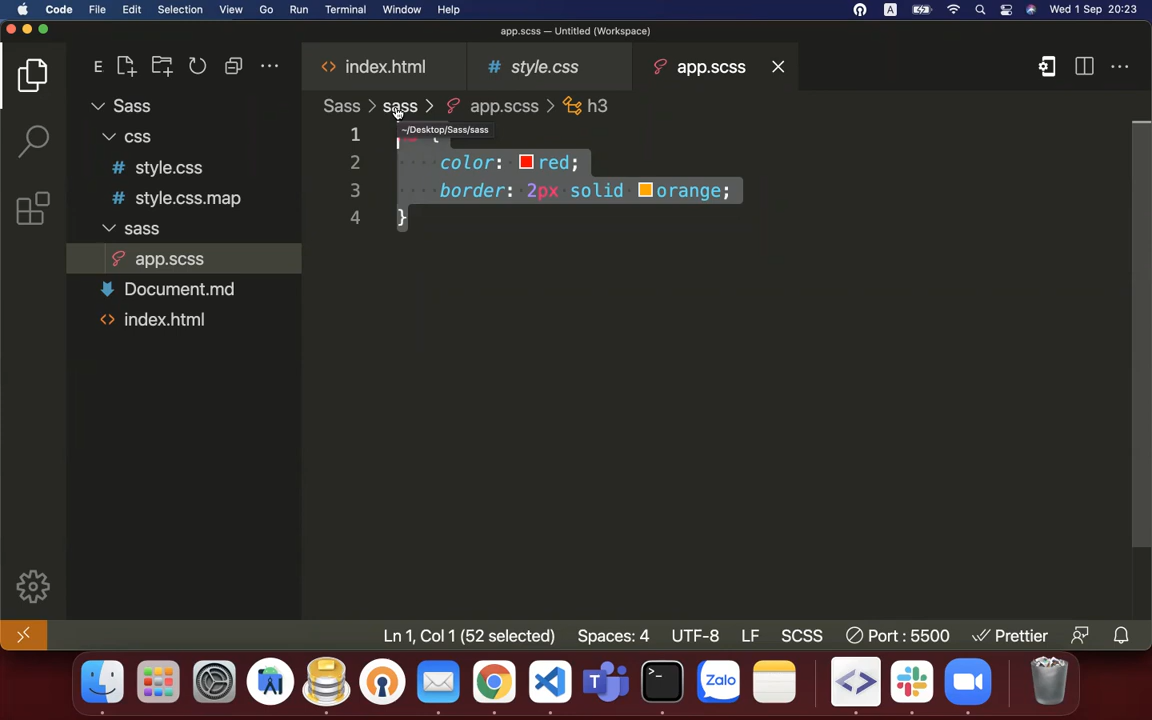 Code File Edit Selection View Go Run Terminal Window Help A Wed 1 Sep 20:23
app.scss — Untitled (Workspace)
E
index.html
style.css
app.scss
Sass
css
style.css
style.css.map
sass
app.scss
Document.md
index.html
Sass > sass > app.scss > h3
~/Desktop/Sass/sass
1 {
2 color: red;
3 border: 2px solid orange;
4 }
Ln 1, Col 1 (52 selected) Spaces: 4 UTF-8 LF SCSS Port : 5500 Prettier
Zalo